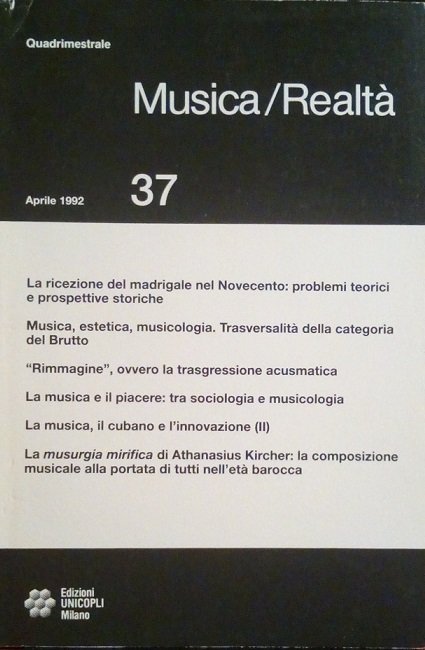 Quadrimestrale
Musica/Realtà
Aprile 1992
37
La ricezione del madrigale nel Novecento: problemi teorici
e prospettive storiche
Musica, estetica, musicologia. Trasversalità della categoria
del Brutto
“Rimmagine”, ovvero la trasgressione acusmatica
La musica e il piacere: tra sociologia e musicologia
La musica, il cubano e l’innovazione (II)
La musurgia mirifica di Athanasius Kircher: la composizione
musicale alla portata di tutti nell’età barocca
Edizioni
UNICOPLI
Milano